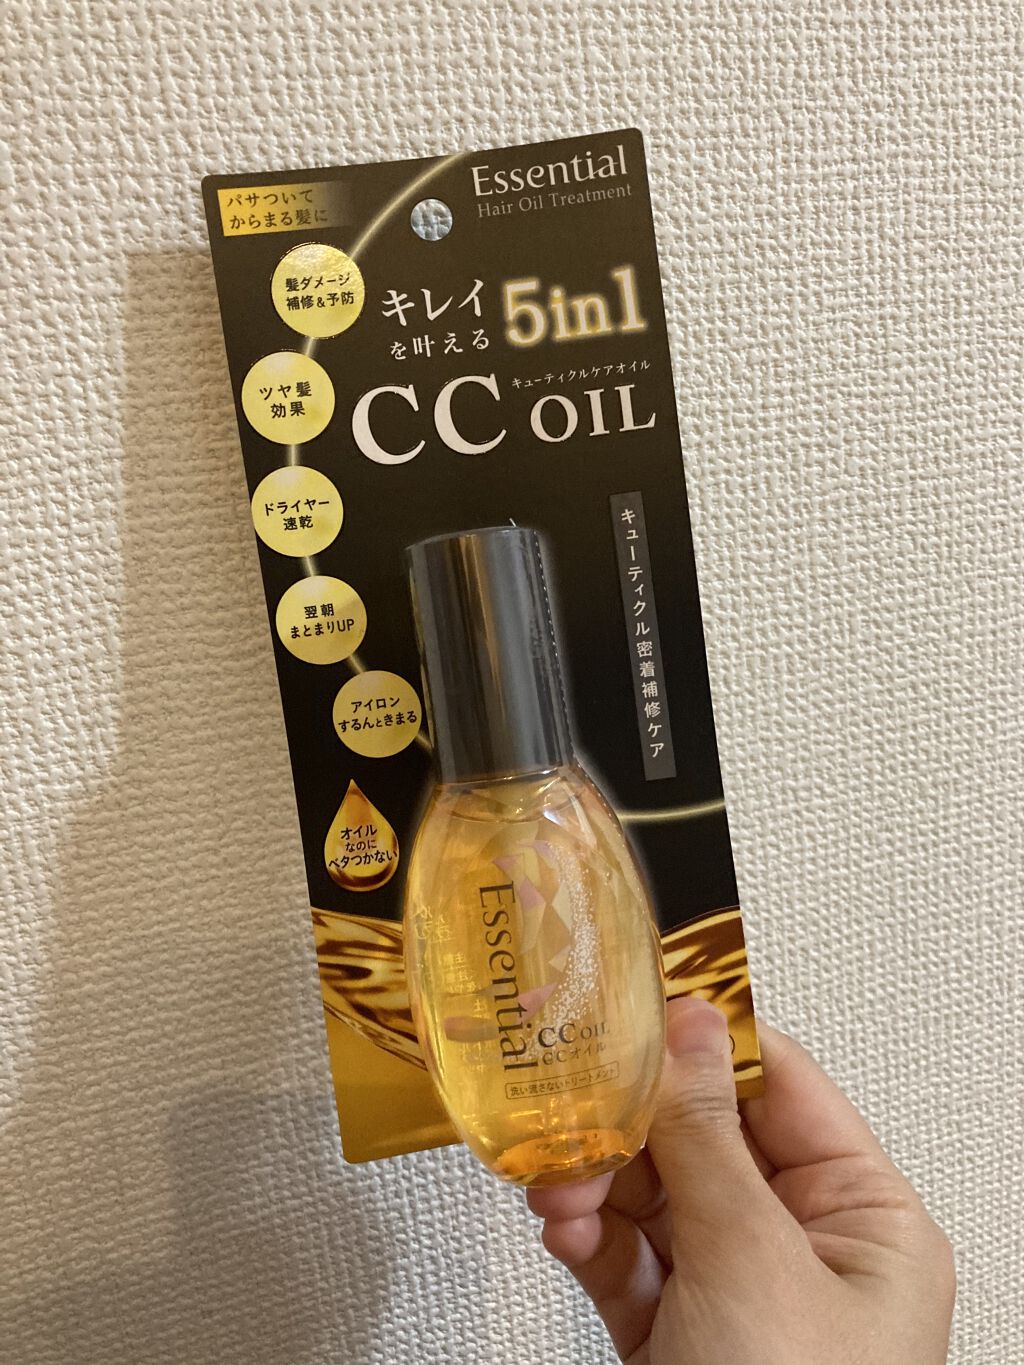 Essential
Hair Oil Treatment
パサついて
からまる髪に
髪ダメージ
補修&予防
キレイ
を叶える
5in1
キューティクルケアオイル
CC OIL
ツヤ髪
効果
ドライヤー
速乾
翌朝
まとまりUP
アイロン
するんときまる
オイル
なのに
ベタつかない
キューティクル密着補修ケア
Essential
CC OIL
CCオイル
洗い流さないトリートメント